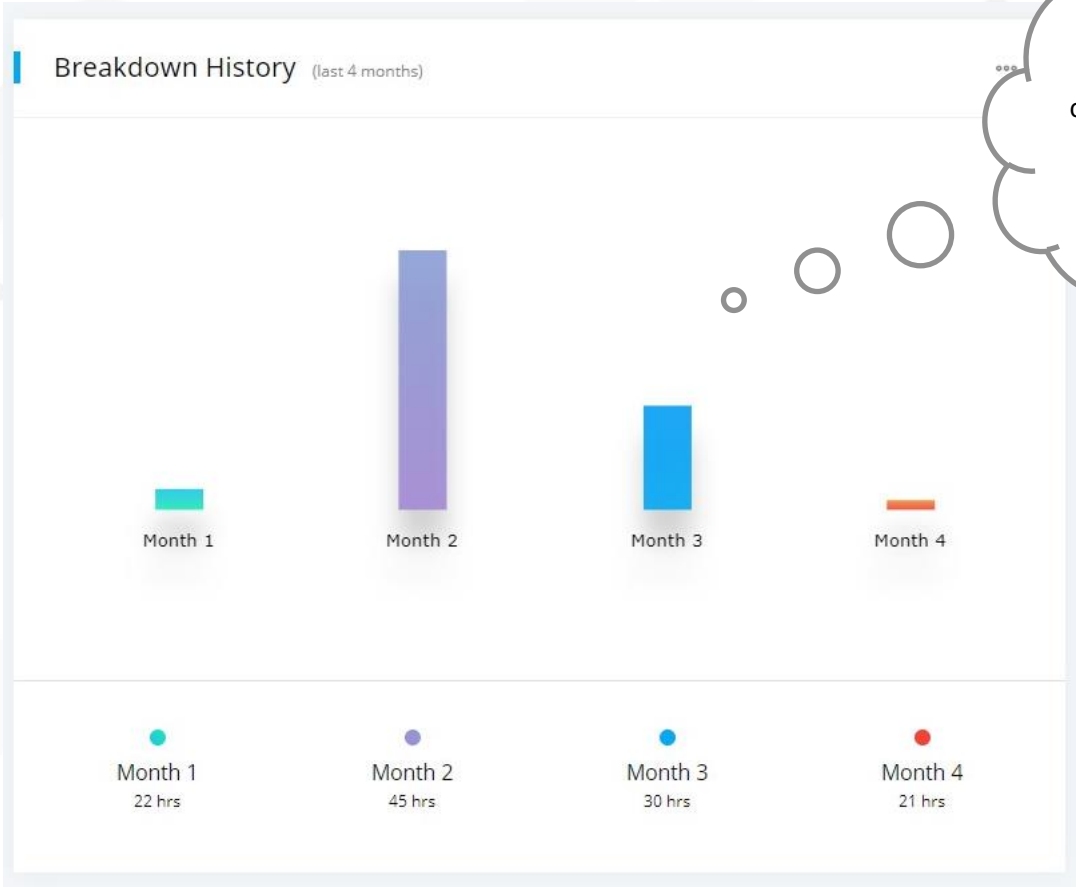 Breakdown History (last 4 months)
Month 1 Month 2 Month 3 Month 4
Month 1 Month 2 Month 3 Month 4
22 hrs 45 hrs 30 hrs 21 hrs